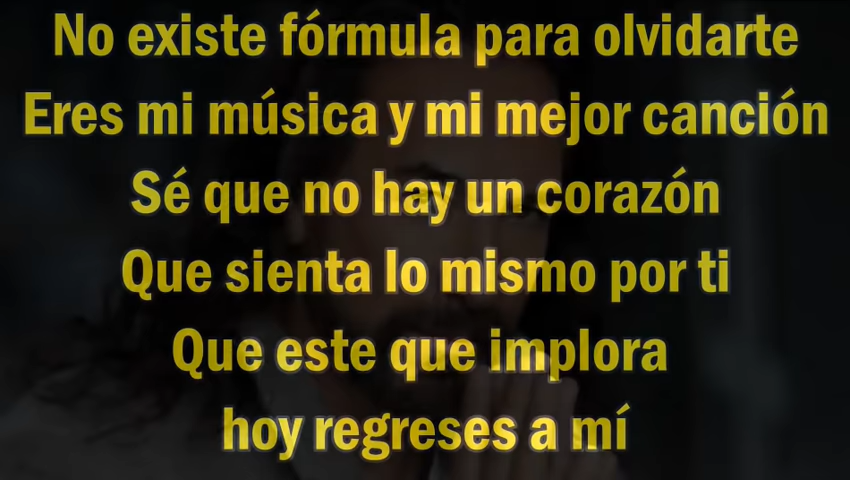 No existe fórmula para olvidarte
Eres mi música y mi mejor canción
Sé que no hay un corazón
Que sienta lo mismo por ti
Que este que implora
hoy regreses a mí